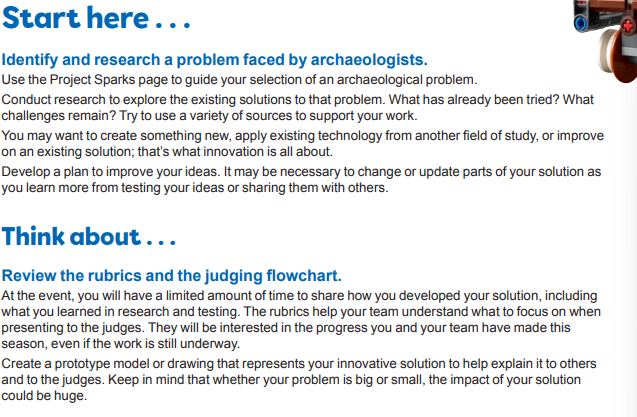 Start here . . .
Identify and research a problem faced by archaeologists.
Use the Project Sparks page to guide your selection of an archaeological problem.
Conduct research to explore the existing solutions to that problem. What has already been tried? What
challenges remain? Try to use a variety of sources to support your work.
You may want to create something new, apply existing technology from another field of study, or improve
on an existing solution; that’s what innovation is all about.
Develop a plan to improve your ideas. It may be necessary to change or update parts of your solution as
you learn more from testing your ideas or sharing them with others.
Think about . . .
Review the rubrics and the judging flowchart.
At the event, you will have a limited amount of time to share how you developed your solution, including
what you learned in research and testing. The rubrics help your team understand what to focus on when
presenting to the judges. They will be interested in the progress you and your team have made this
season, even if the work is still underway.
Create a prototype model or drawing that represents your innovative solution to help explain it to others
and to the judges. Keep in mind that whether your problem is big or small, the impact of your solution
could be huge.